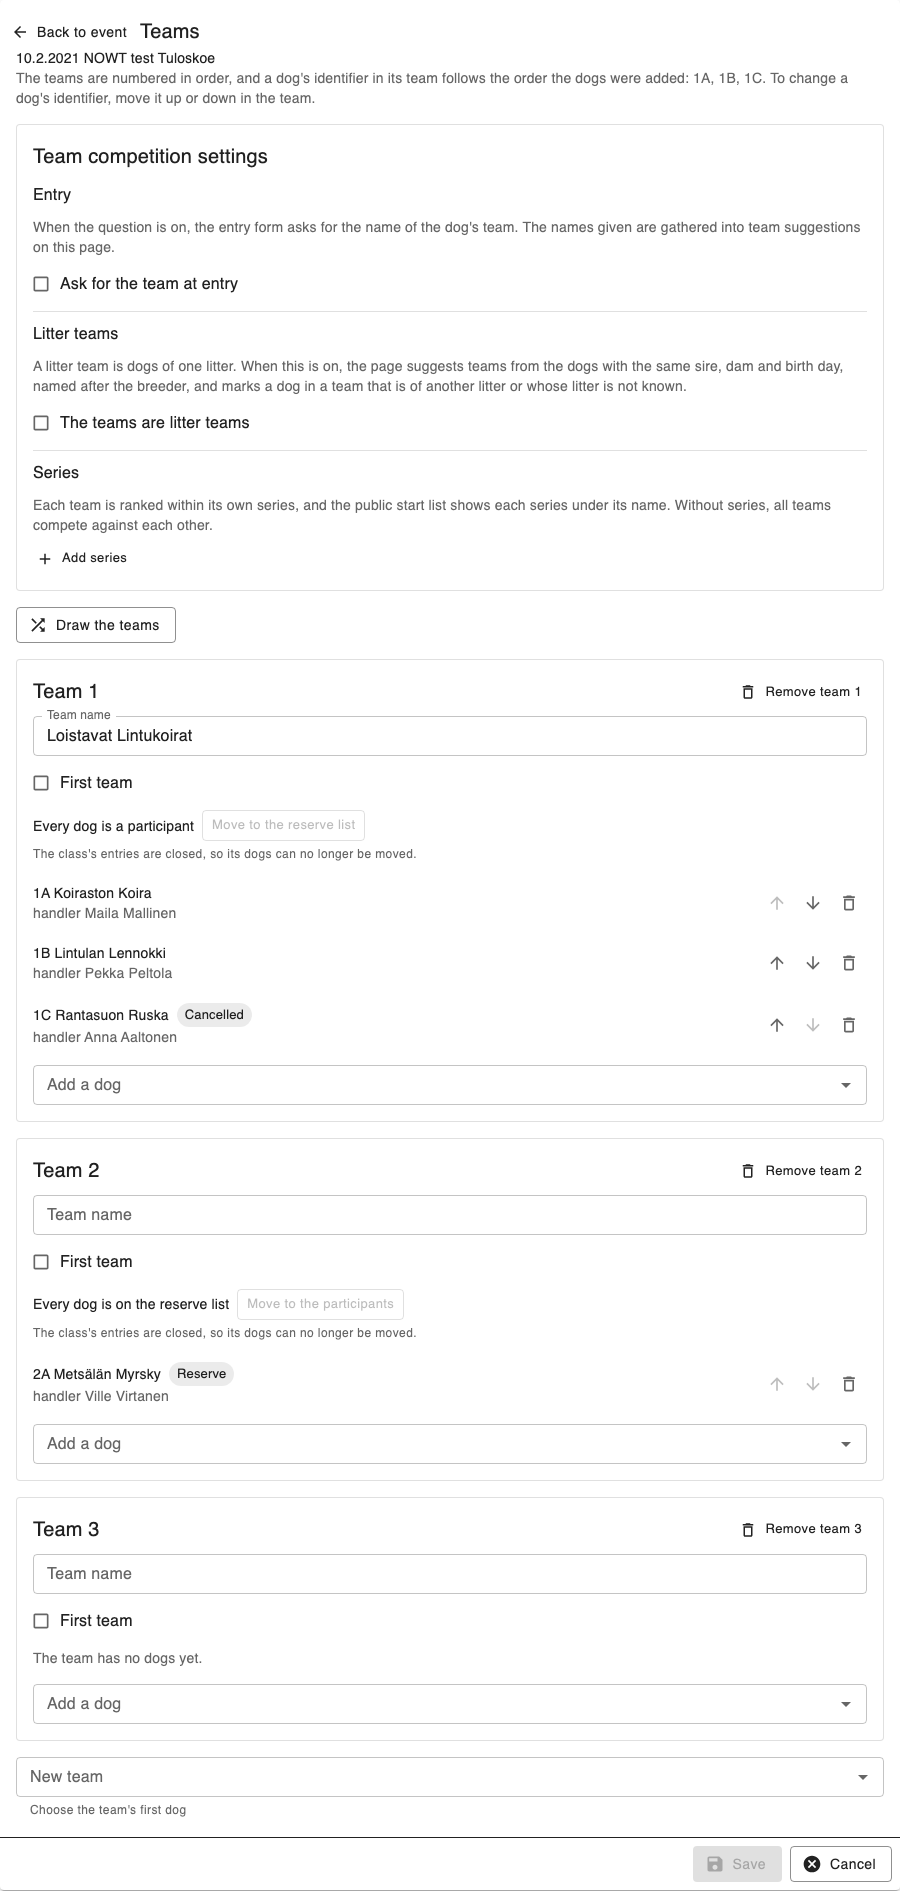 Back to event Teams
10.2.2021 NOWT test Tuloskoe
The teams are numbered in order, and a dog's identifier in its team follows the order the dogs were added: 1A, 1B, 1C. To change a
dog's identifier, move it up or down in the team.
Team competition settings
Entry
When the question is on, the entry form asks for the name of the dog's team. The names given are gathered into team suggestions
on this page.
Ask for the team at entry
Litter teams
A litter team is dogs of one litter. When this is on, the page suggests teams from the dogs with the same sire, dam and birth day,
named after the breeder, and marks a dog in a team that is of another litter or whose litter is not known.
The teams are litter teams
Series
Each team is ranked within its own series, and the public start list shows each series under its name. Without series, all teams
compete against each other.
Add series
Draw the teams
Team 1 Remove team 1
Team name
Loistavat Lintukoirat
First team
Every dog is a participant Move to the reserve list
The class's entries are closed, so its dogs can no longer be moved.
1A Koiraston Koira
handler Maila Mallinen
1B Lintulan Lennokki
handler Pekka Peltola
1C Rantasuon Ruska Cancelled
handler Anna Aaltonen
Add a dog
Team 2 Remove team 2
Team name
First team
Every dog is on the reserve list Move to the participants
The class's entries are closed, so its dogs can no longer be moved.
2A Metsälän Myrsky Reserve
handler Ville Virtanen
Add a dog
Team 3 Remove team 3
Team name
First team
The team has no dogs yet.
Add a dog
New team
Choose the team's first dog
Save Cancel